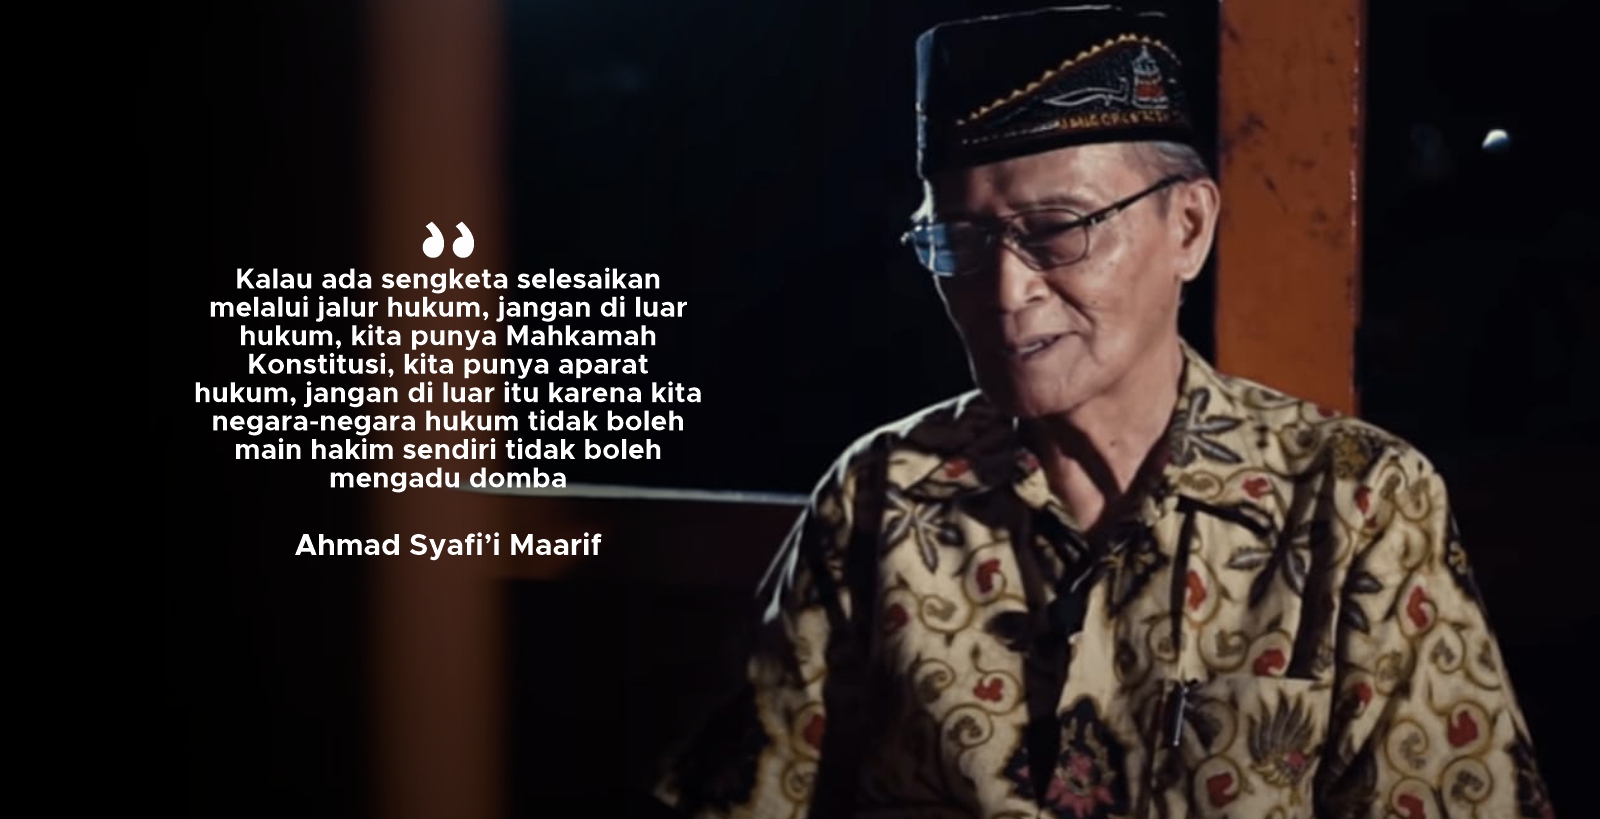 Kalau ada sengketa selesaikan
melalui jalur hukum, jangan di luar
hukum, kita punya Mahkamah
Konstitusi, kita punya aparat
hukum, jangan di luar itu karena kita
negara-negara hukum tidak boleh
main hakim sendiri tidak boleh
mengadu domba
Ahmad Syafi’i Maarif